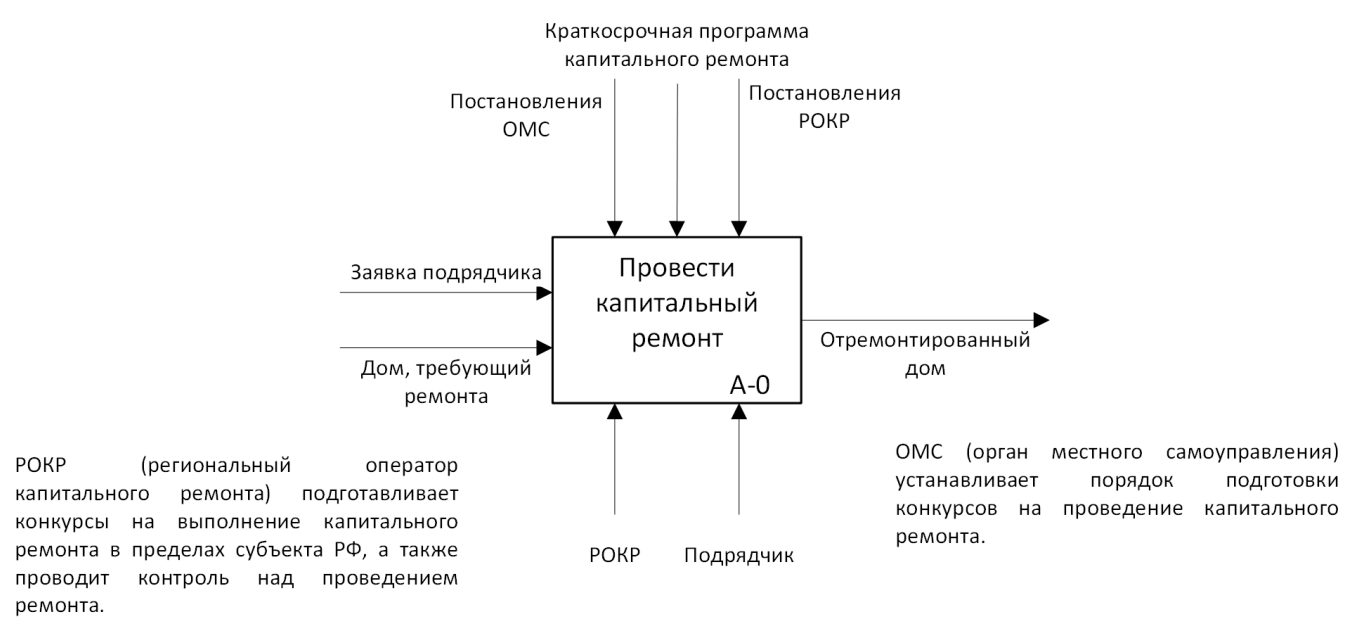 Краткосрочная программа
капитального ремонта
Постановления
ОМС
Постановления
РОКР
Заявка подрядчика
Дом, требующий
ремонта
Провести
капитальный
ремонт
А-0
Отремонтированный
дом
РОКР
Подрядчик
РОКР (региональный оператор
капитального ремонта) подготавливает
конкурсы на выполнение капитального
ремонта в пределах субъекта РФ, а также
проводит контроль над проведением
ремонта.
ОМС (орган местного самоуправления)
устанавливает порядок подготовки
конкурсов на проведение капитального
ремонта.